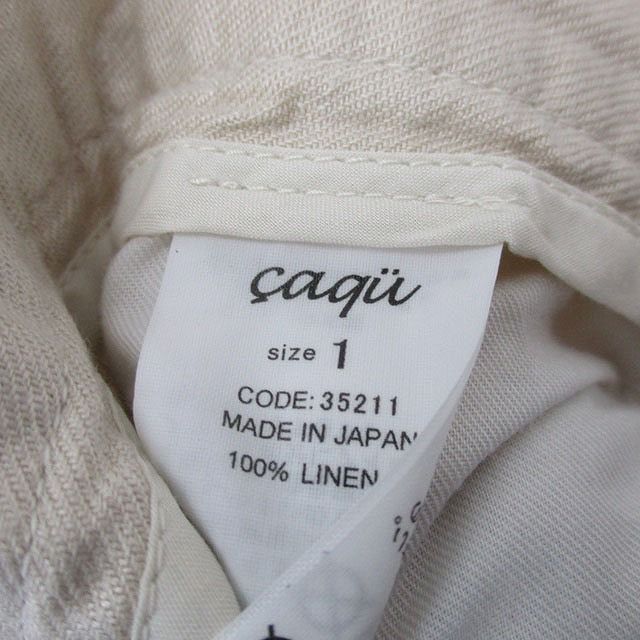 çaqü
size 1
CODE: 35211
MADE IN JAPAN
100% LINEN